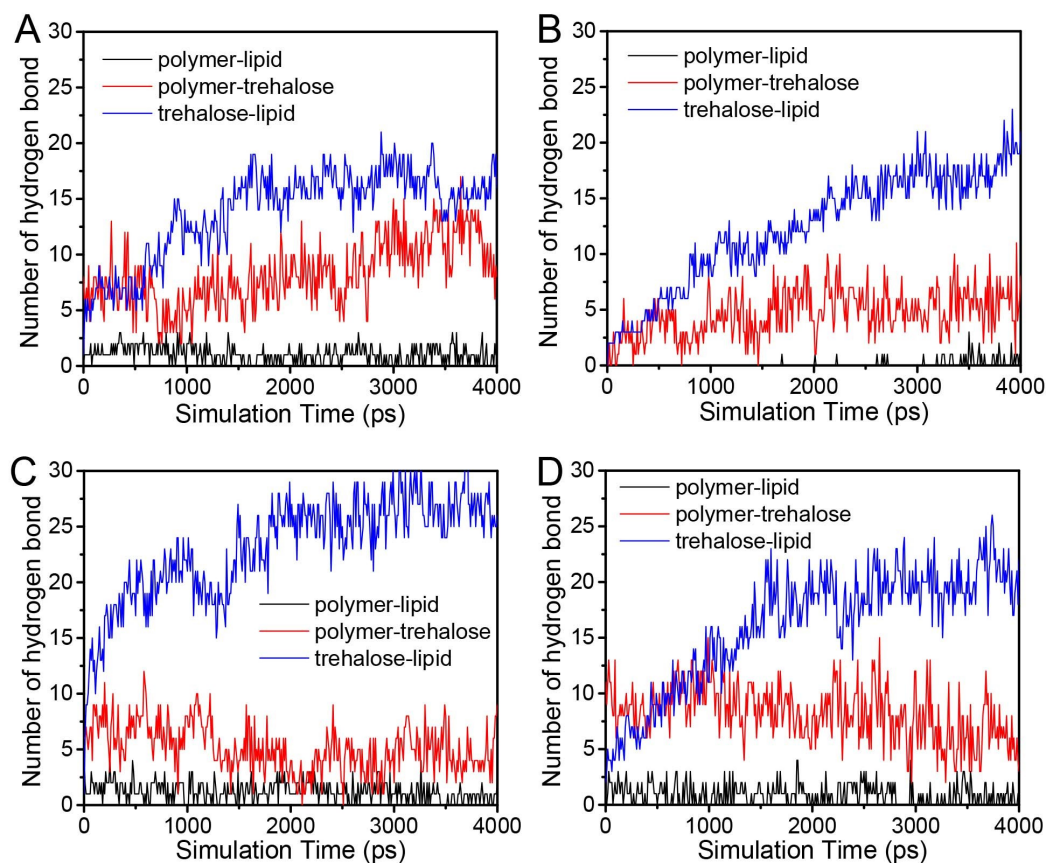 A
30
25
20
15
10
5
0
Number of hydrogen bond
polymer-lipid
polymer-trehalose
trehalose-lipid
0 1000 2000 3000 4000
Simulation Time (ps)
B
30
25
20
15
10
5
0
Number of hydrogen bond
polymer-lipid
polymer-trehalose
trehalose-lipid
0 1000 2000 3000 4000
Simulation Time (ps)
C
30
25
20
15
10
5
0
Number of hydrogen bond
polymer-lipid
polymer-trehalose
trehalose-lipid
0 1000 2000 3000 4000
Simulation Time (ps)
D
30
25
20
15
10
5
0
Number of hydrogen bond
polymer-lipid
polymer-trehalose
trehalose-lipid
0 1000 2000 3000 4000
Simulation Time (ps)